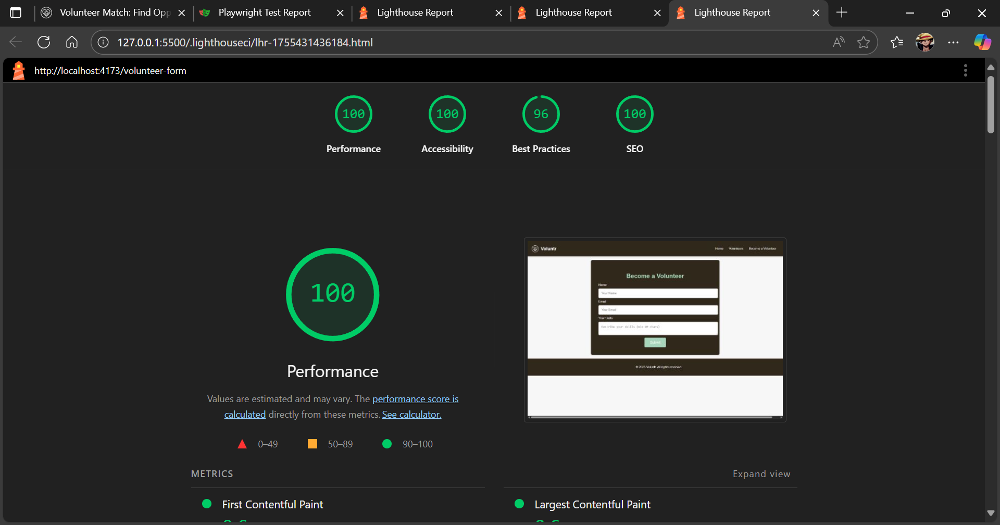 Volunteer Match: Find Opp
Playwright Test Report
Lighthouse Report
Lighthouse Report
Lighthouse Report
127.0.0.1:5500/.lighthouseci/lhr-1755431436184.html
http://localhost:4173/volunteer-form
100 100 96 100
Performance Accessibility Best Practices SEO
100
Performance
Values are estimated and may vary. The performance score is
calculated directly from these metrics. See calculator.
0–49 50–89 90–100
Voluntr
Home Volunteers Become a Volunteer
Become a Volunteer
Name
Your Name
Email
Your Email
Your Skills
Describe your skills (min 20 chars)
Submit
© 2025 Voluntr. All rights reserved.
METRICS
Expand view
First Contentful Paint
Largest Contentful Paint